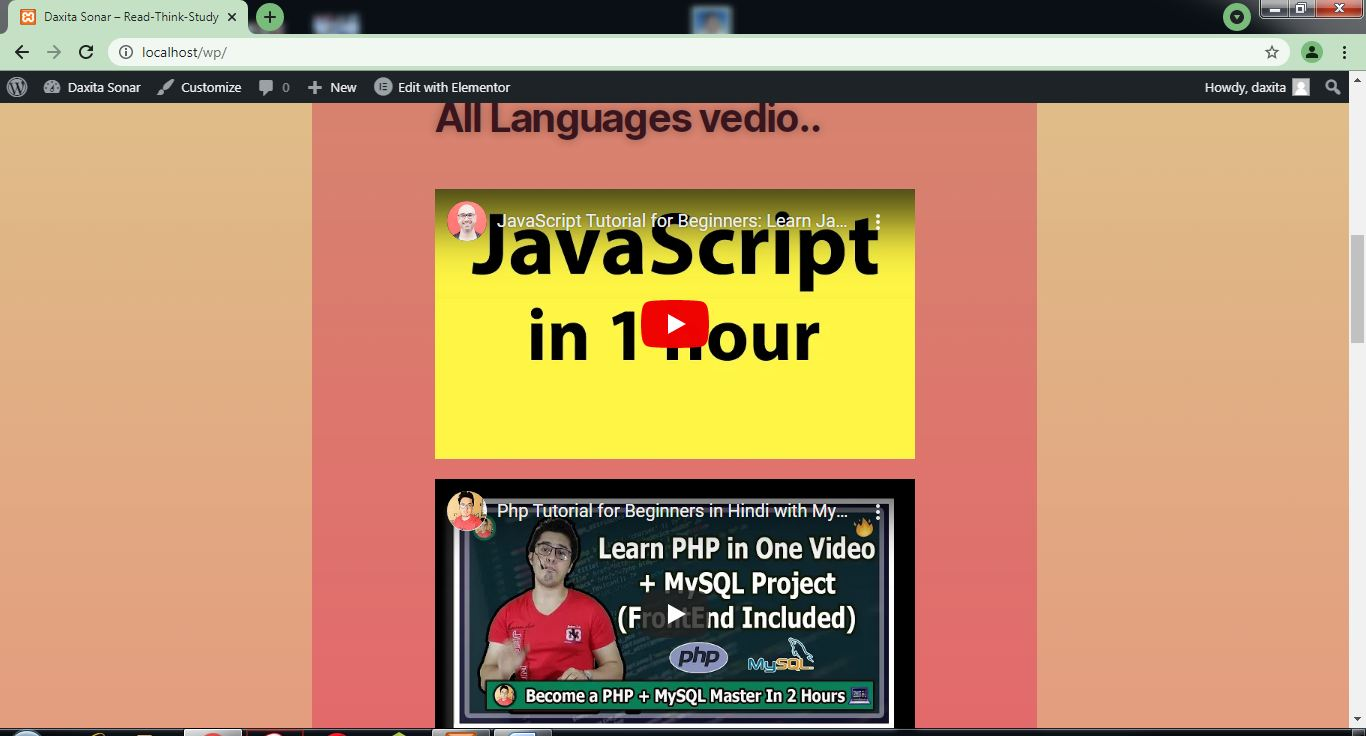 Daxita Sonar – Read-Think-Study
localhost/wp/
Daxita Sonar Customize 0 New Edit with Elementor Howdy, daxita
All Languages vedio..
JavaScript Tutorial for Beginners: Learn Ja...
JavaScript
in 1 hour
Php Tutorial for Beginners in Hindi with My...
Learn PHP in One Video
+ MySQL Project
(FrontEnd Included)
php MySQL
Become a PHP + MySQL Master In 2 Hours